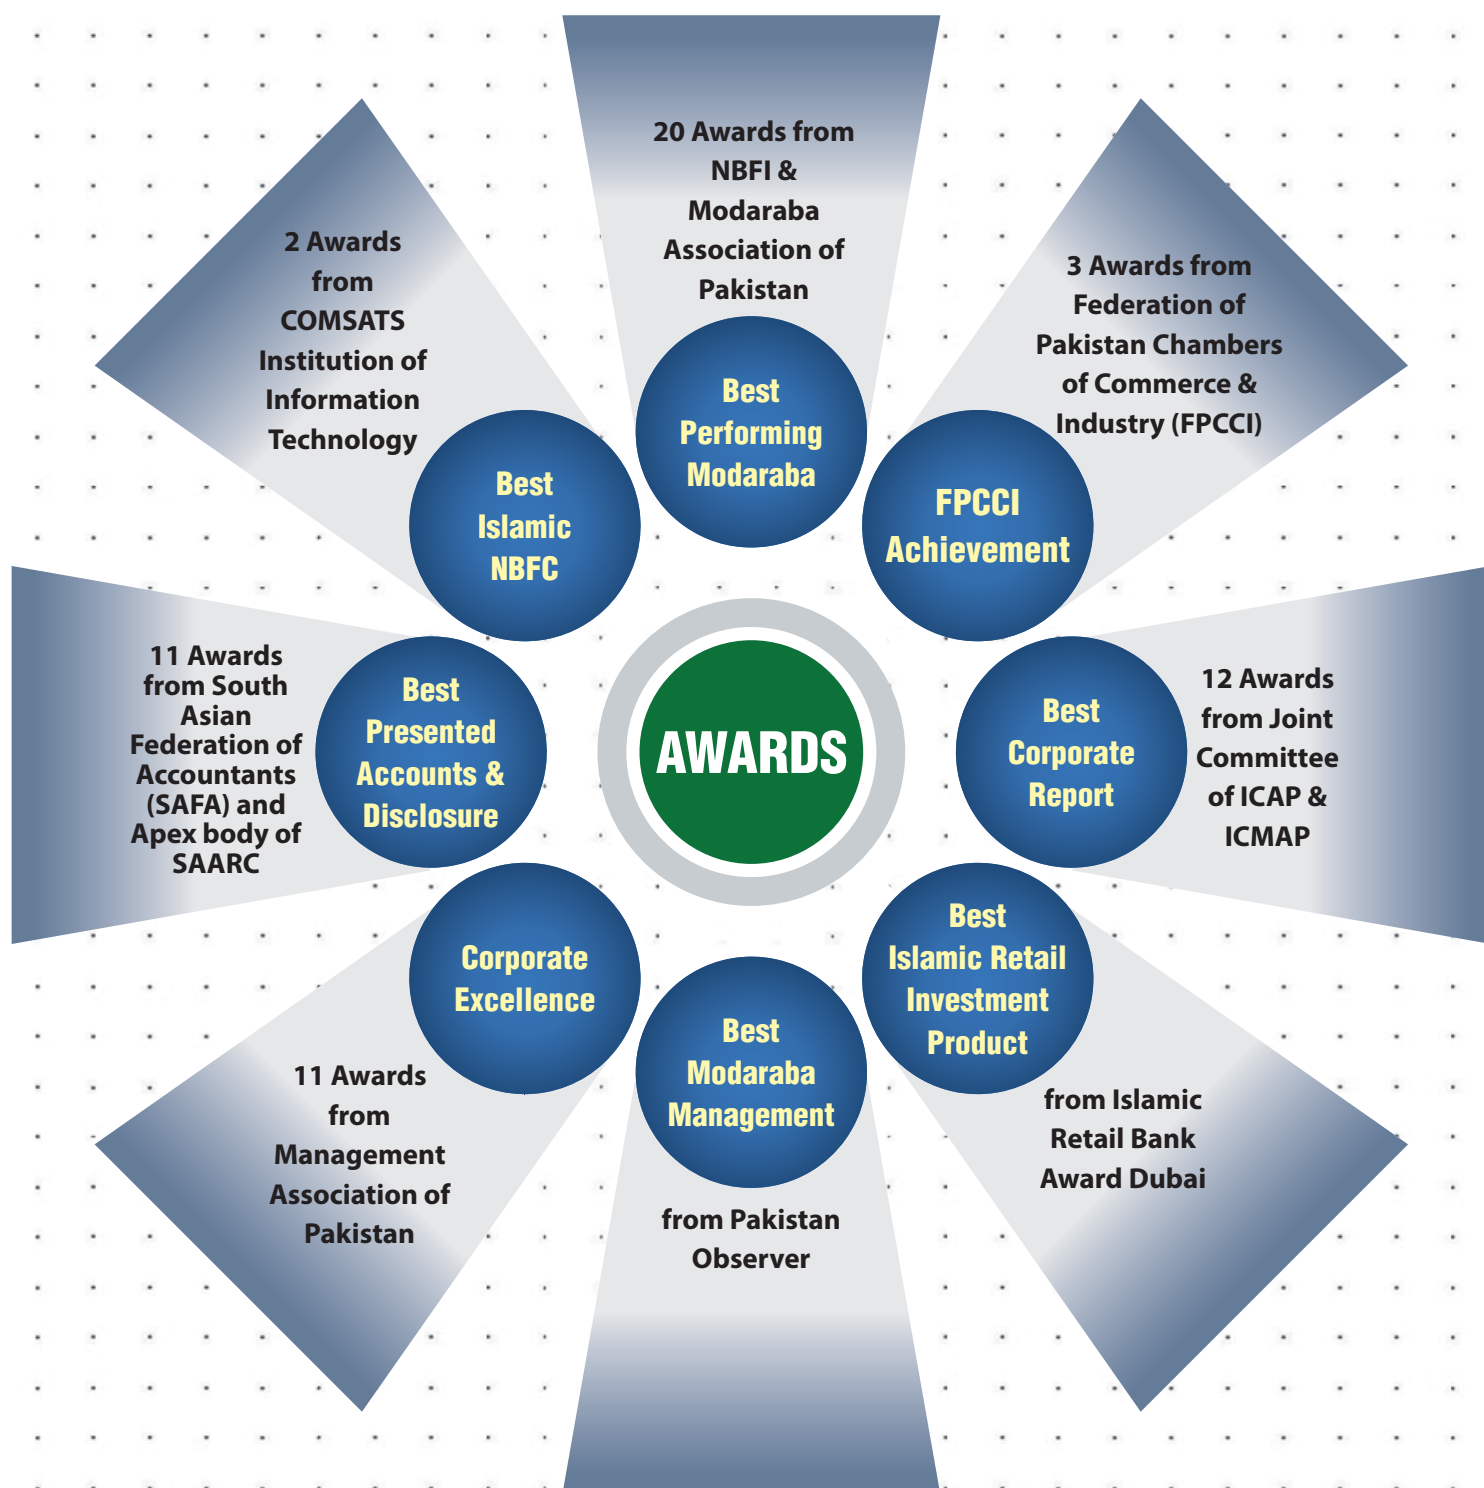 20 Awards from
NBFI &
Modaraba
Association of
Pakistan
Best
Performing
Modaraba
3 Awards from
Federation of
Pakistan Chambers
of Commerce &
Industry (FPCCI)
FPCCI
Achievement
12 Awards
from Joint
Committee
of ICAP &
ICMAP
Best
Corporate
Report
Best
Islamic Retail
Investment
Product
from Islamic
Retail Bank
Award Dubai
Best
Modaraba
Management
from Pakistan
Observer
Corporate
Excellence
11 Awards
from
Management
Association of
Pakistan
11 Awards
from South
Asian
Federation of
Accountants
(SAFA) and
Apex body of
SAARC
Best
Presented
Accounts &
Disclosure
2 Awards
from
COMSATS
Institution of
Information
Technology
Best
Islamic
NBFC
AWARDS